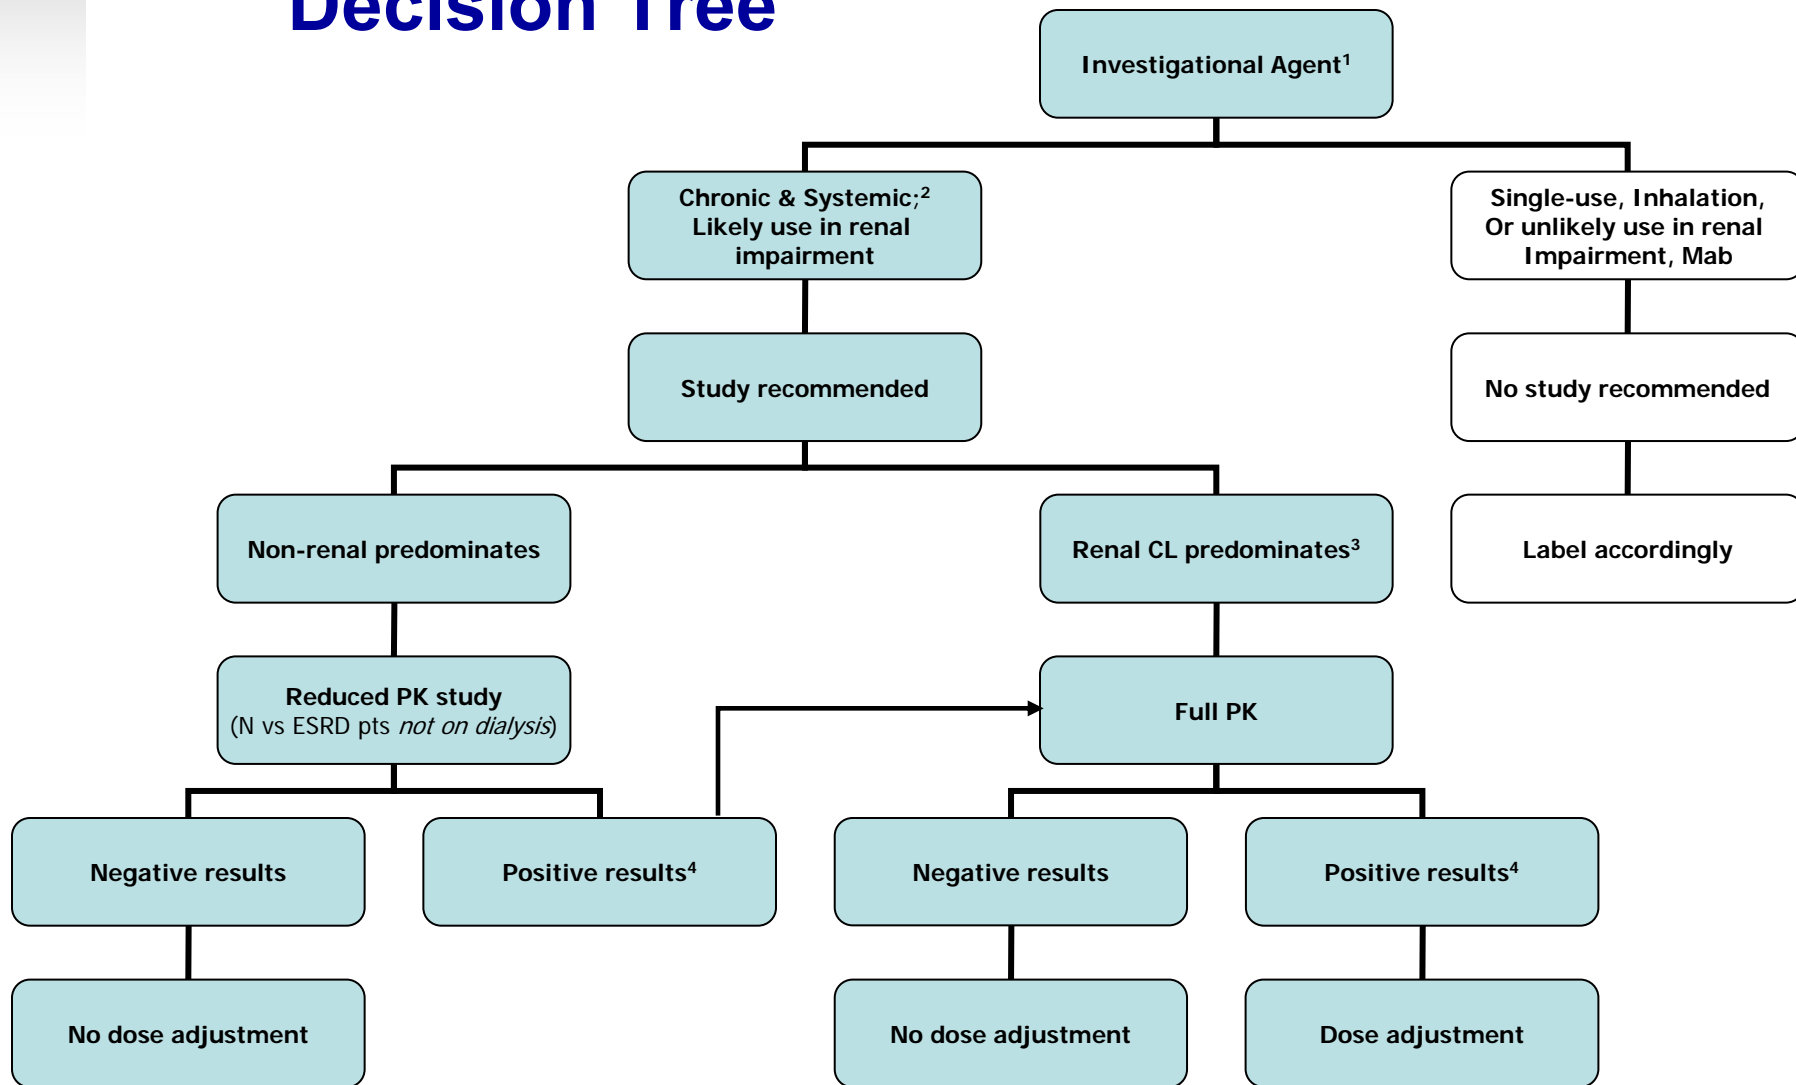 Decision Tree
Investigational Agent¹
Chronic & Systemic;²
Likely use in renal
impairment
Single-use, Inhalation,
Or unlikely use in renal
Impairment, Mab
Study recommended
No study recommended
Non-renal predominates
Renal CL predominates³
Label accordingly
Reduced PK study
(N vs ESRD pts not on dialysis)
Full PK
Negative results
Positive results⁴
Negative results
Positive results⁴
No dose adjustment
No dose adjustment
Dose adjustment